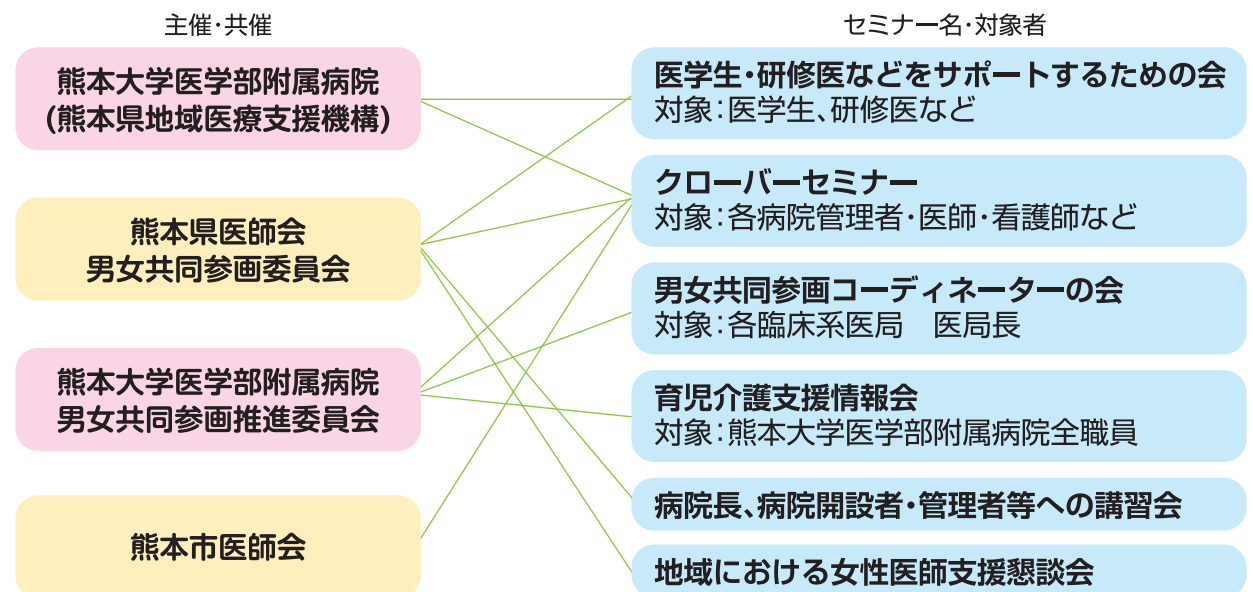 主催・共催
熊本大学医学部附属病院
(熊本県地域医療支援機構)
熊本県医師会
男女共同参画委員会
熊本大学医学部附属病院
男女共同参画推進委員会
熊本市医師会
セミナー名・対象者
医学生・研修医などをサポートするための会
対象：医学生、研修医など
クローバーセミナー
対象：各病院管理者・医師・看護師など
男女共同参画コーディネーターの会
対象：各臨床系医局　医局長
育児介護支援情報会
対象：熊本大学医学部附属病院全職員
病院長、病院開設者・管理者等への講習会
地域における女性医師支援懇談会